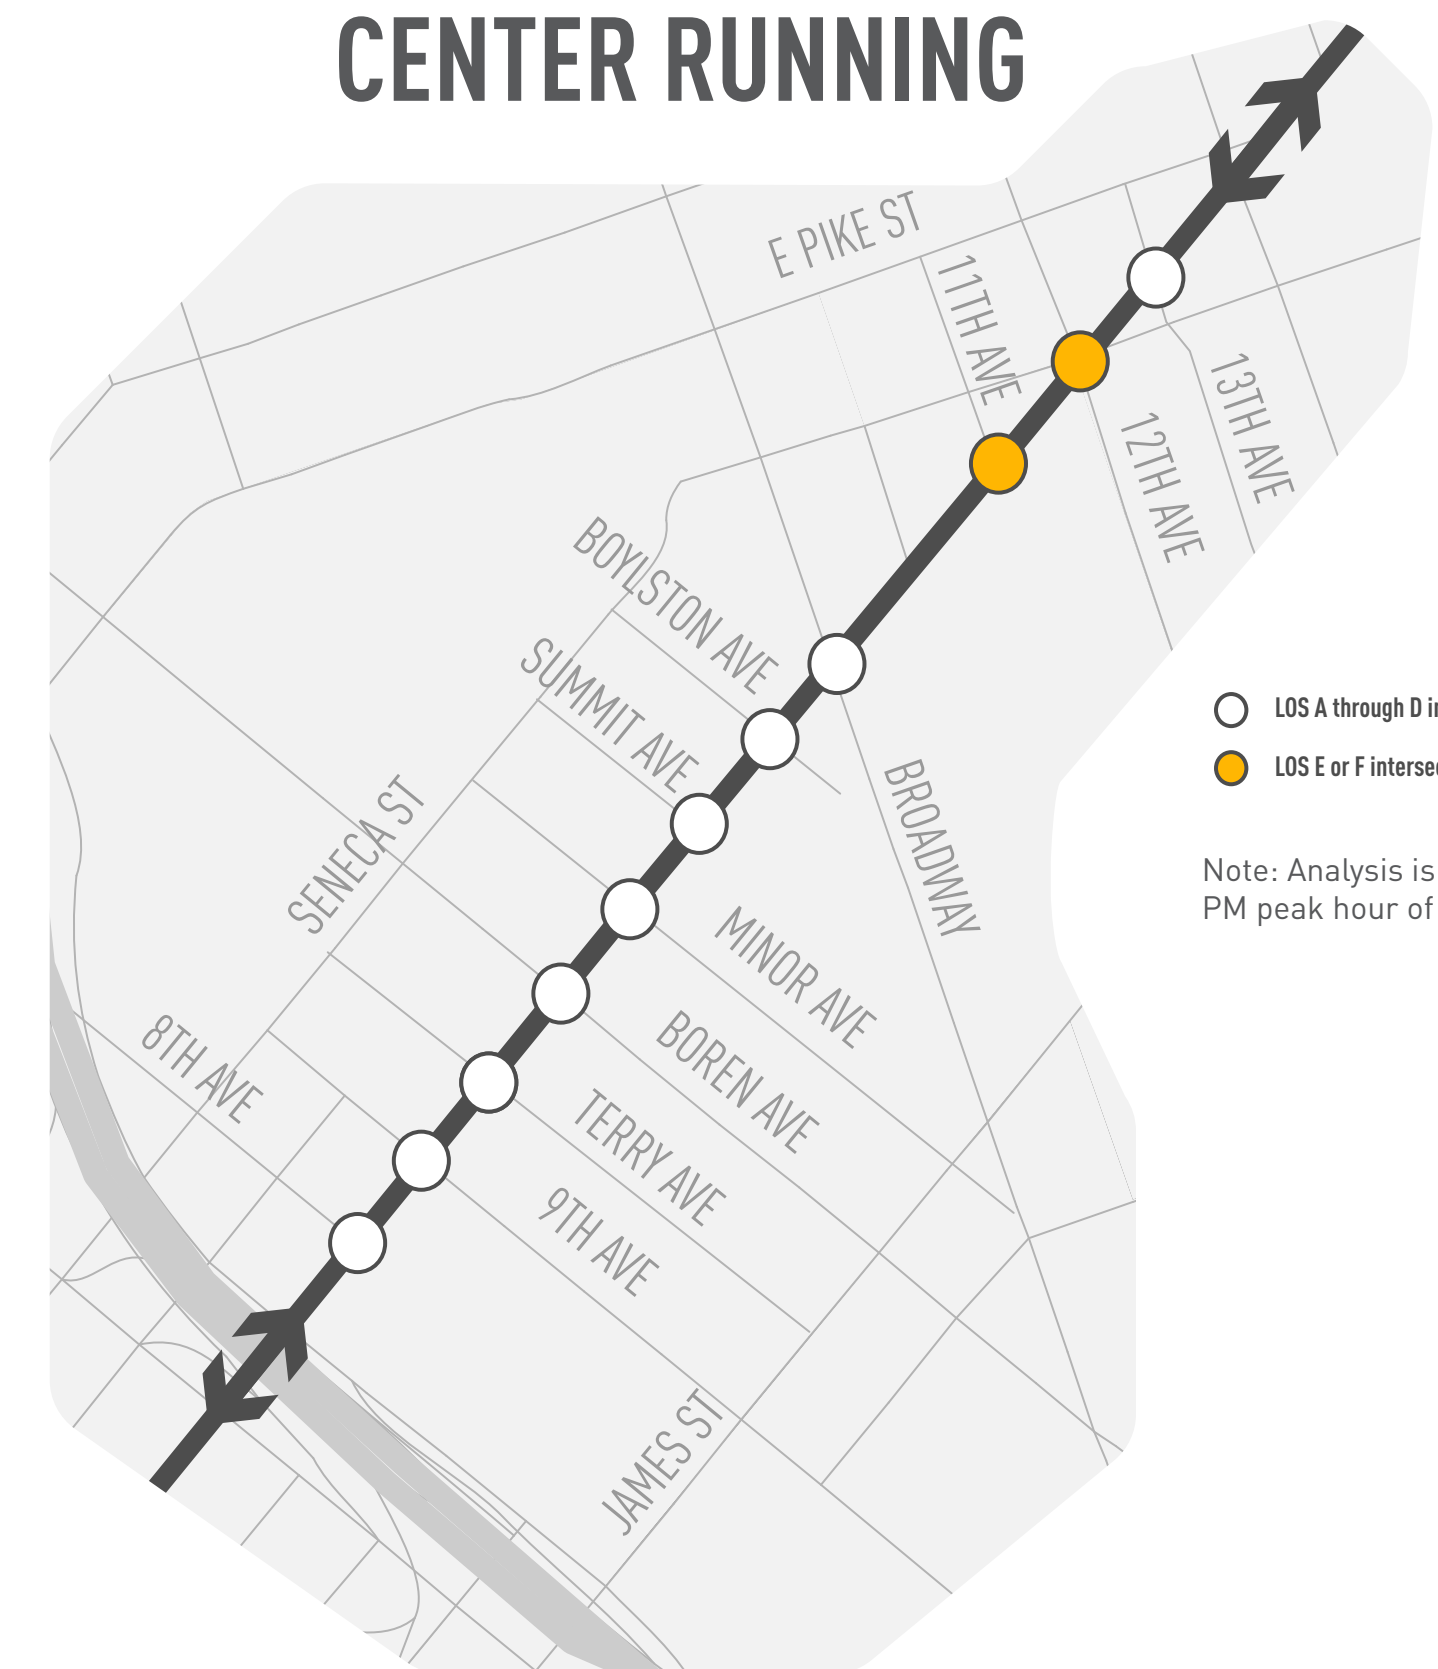 CENTER RUNNING
E PIKE ST
11TH AVE
13TH AVE
12TH AVE
BOYLSTON AVE
SUMMIT AVE
LOS A through D
LOS E or F
BROADWAY
SENECA ST
Note: Analysis is
PM peak hour of
MINOR AVE
8TH AVE
BOREN AVE
TERRY AVE
9TH AVE
JAMES ST